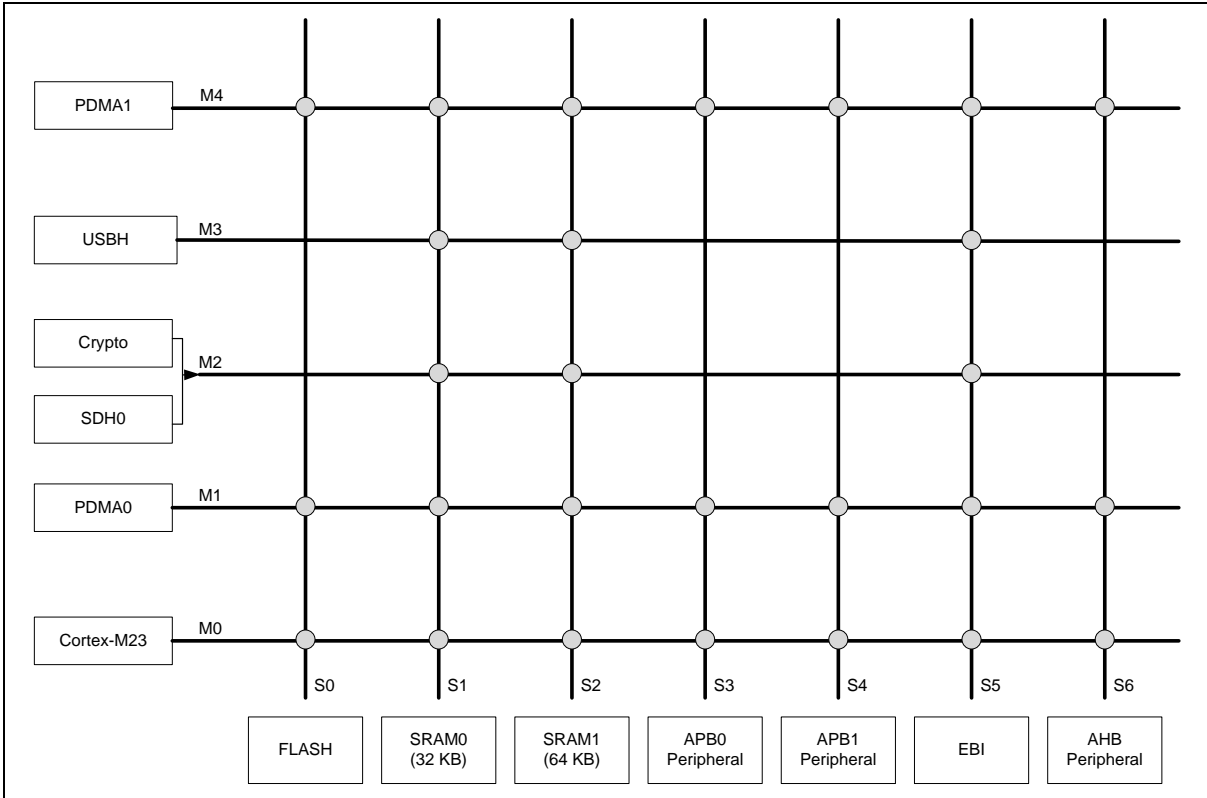 PDMA1
M4
USBH
M3
Crypto
M2
SDH0
PDMA0
M1
Cortex-M23
M0
S0
S1
S2
S3
S4
S5
S6
FLASH
SRAM0
(32 KB)
SRAM1
(64 KB)
APB0
Peripheral
APB1
Peripheral
EBI
AHB
Peripheral